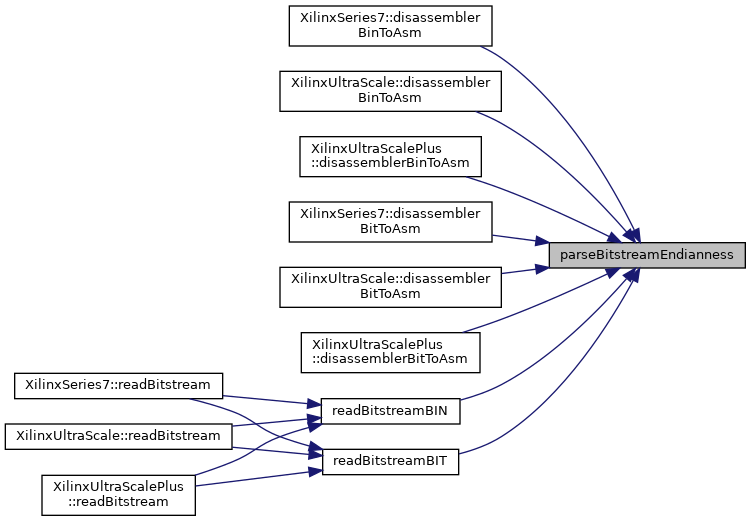 XilinxSeries7::disassembler
BinToAsm
XilinxUltraScale::disassembler
BinToAsm
XilinxUltraScalePlus
::disassemblerBinToAsm
XilinxSeries7::disassembler
BitToAsm
parseBitstreamEndianness
XilinxUltraScale::disassembler
BitToAsm
XilinxUltraScalePlus
::disassemblerBitToAsm
XilinxSeries7::readBitstream
readBitstreamBIN
XilinxUltraScale::readBitstream
readBitstreamBIT
XilinxUltraScalePlus
::readBitstream